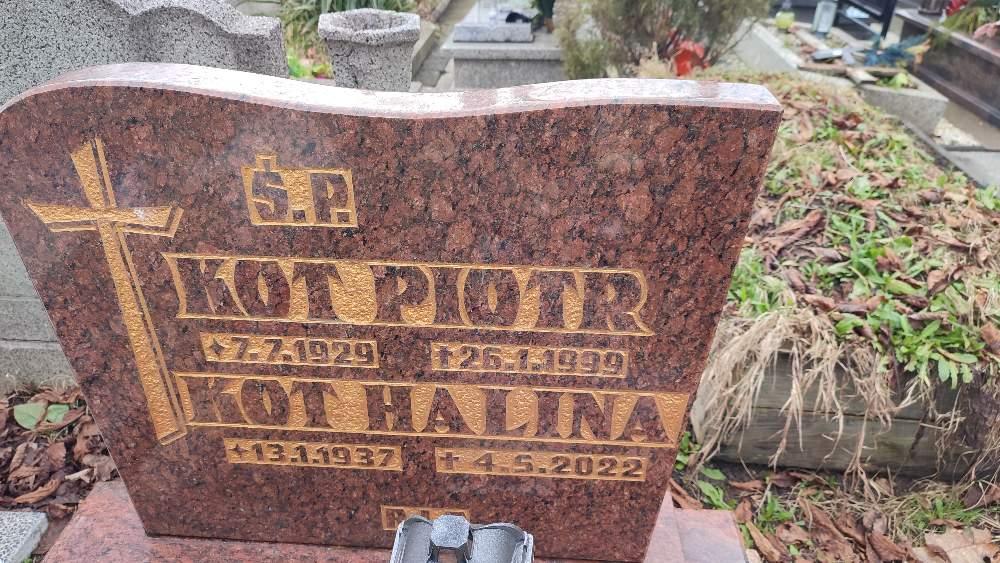 Ś.P.
KOT PIOTR
7.7.1929 26.1.1999
KOT HALINA
13.1.1937 4.5.2022